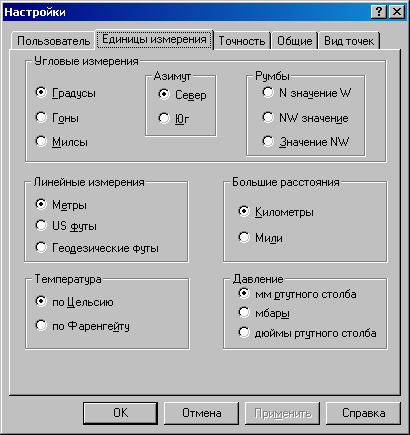 Настройки
Пользователь Единицы измерения Точность Общие Вид точек
Угловые измерения
Градусы
Гоны
Милсы
Азимут
Север
Юг
Румбы
N значение W
NW значение
Значение NW
Линейные измерения
Метры
US футы
Геодезические футы
Большие расстояния
Километры
Мили
Температура
по Цельсию
по Фаренгейту
Давление
мм ртутного столба
мбары
дюймы ртутного столба
OK Отмена Применить Справка